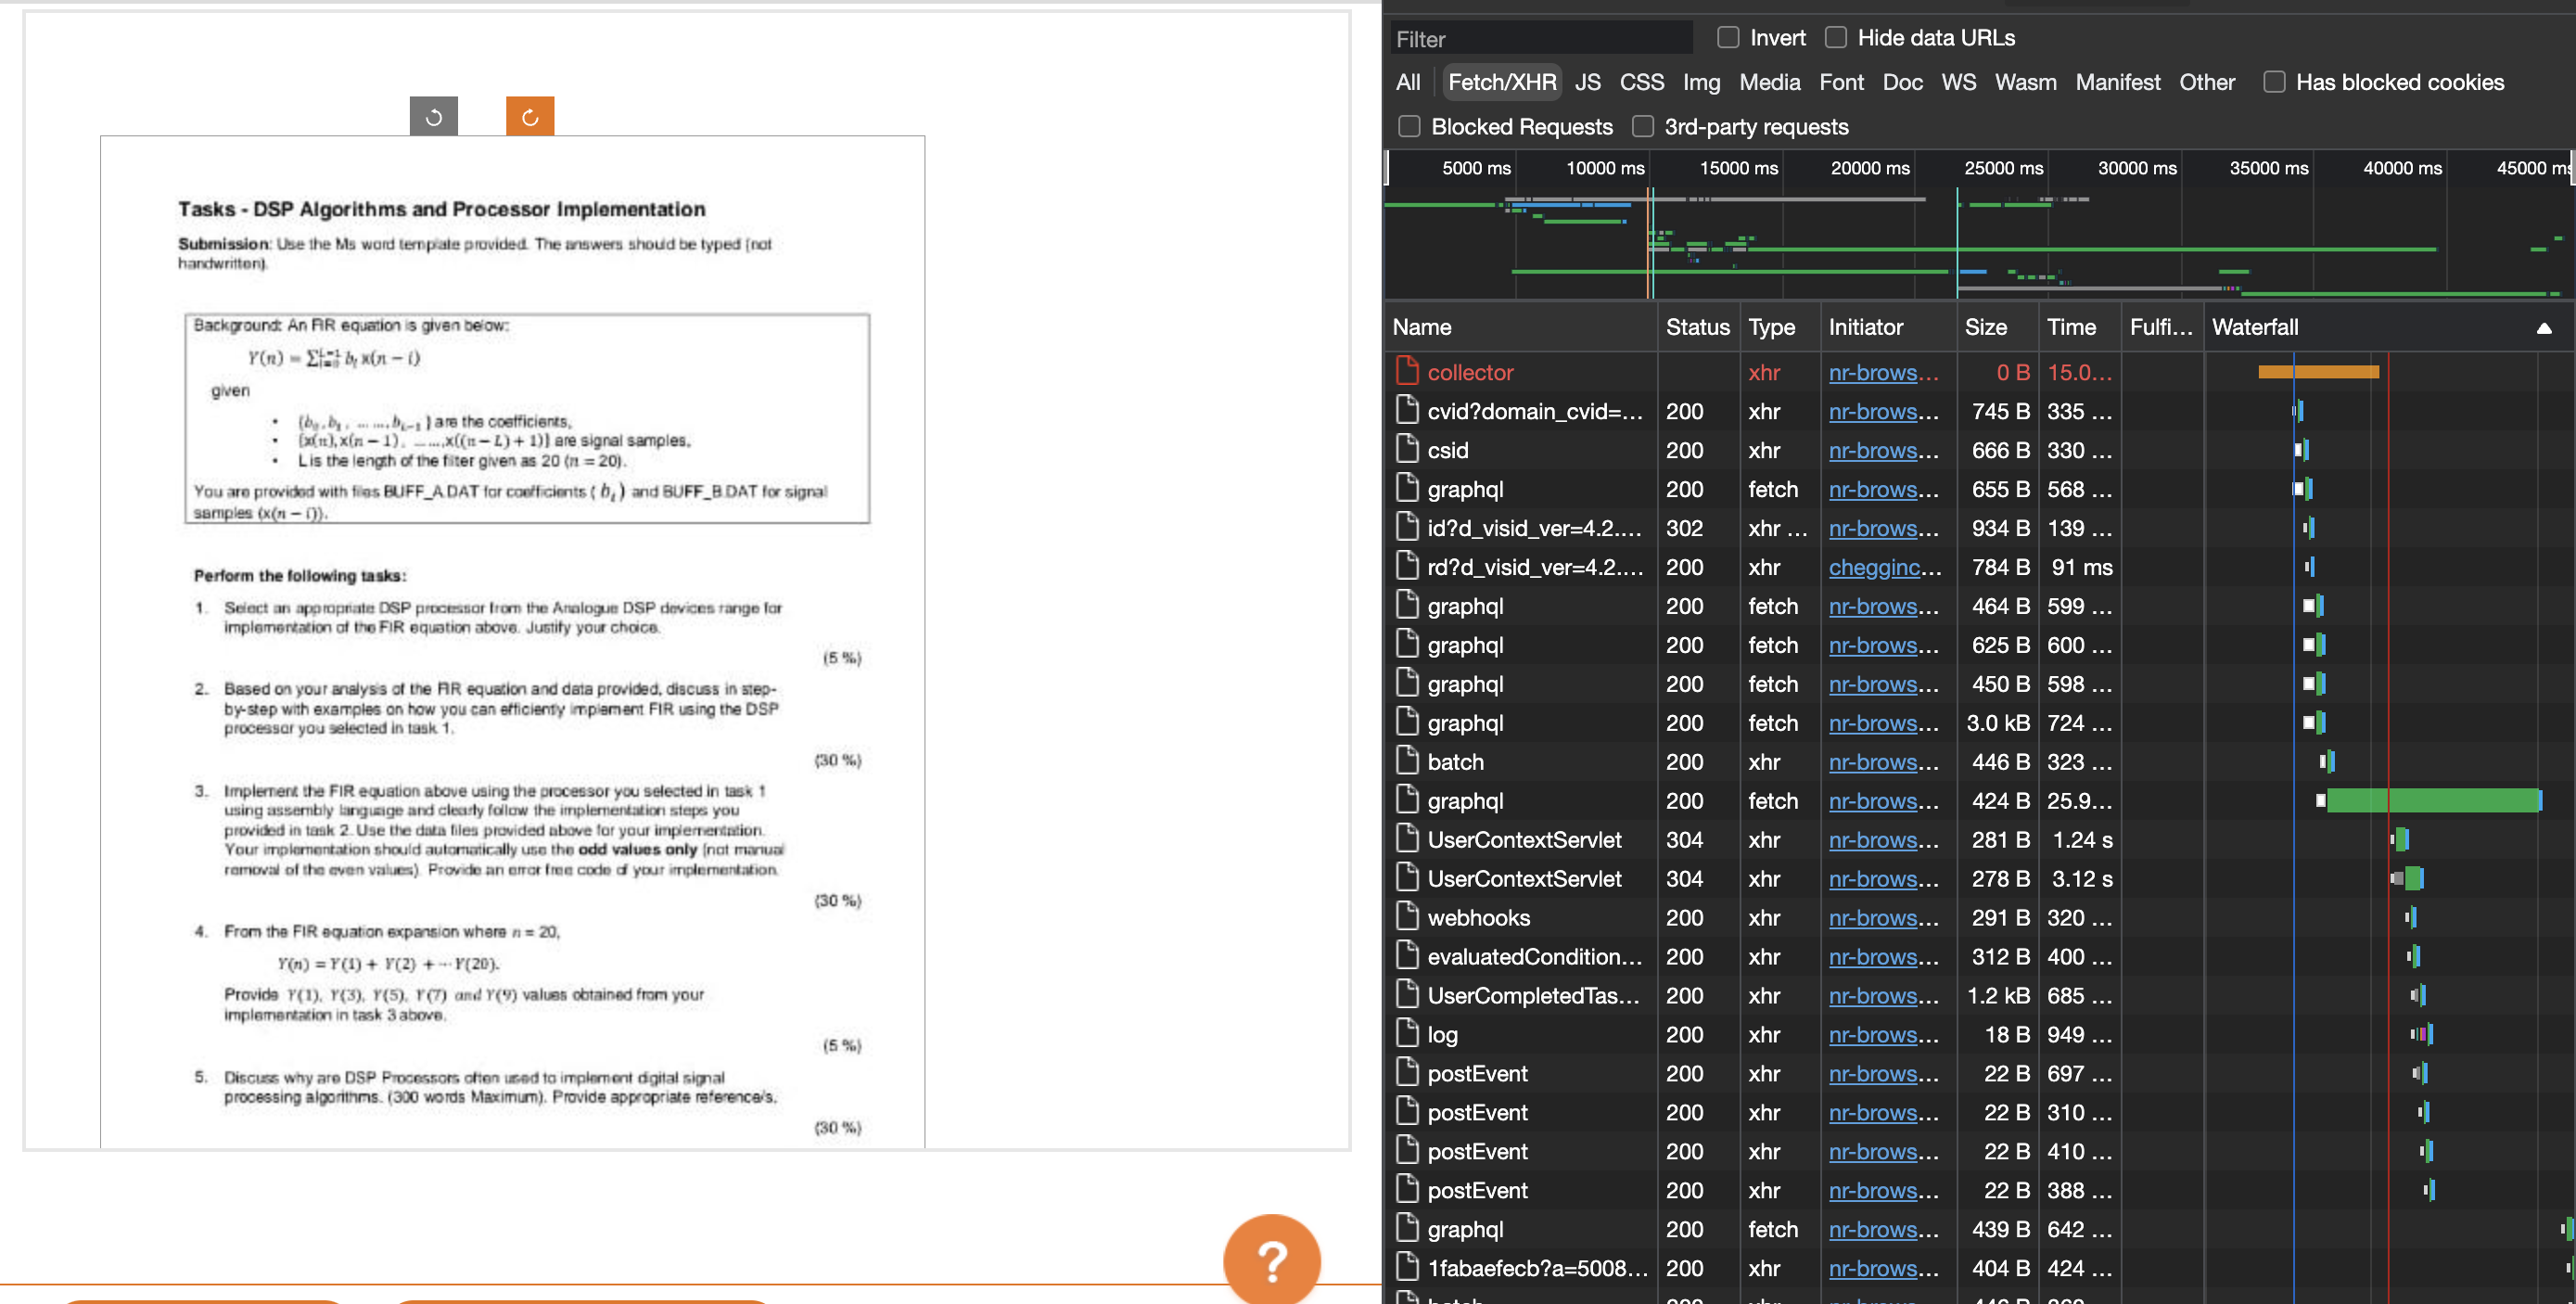 Tasks - DSP Algorithms and Processor Implementation
Submission: Use the Ms word template provided. The answers should be typed (not
handwritten).
Background: An FIR equation is given below:
Y(n) = ∑_{i=0}^{L-1} b_i x(n − i)
given
• {b_0, b_1, … …, b_{L−1}} are the coefficients,
• {x(n), x(n − 1), … …, x((n − L) + 1)} are signal samples,
• L is the length of the filter given as 20 (n = 20).
You are provided with files BUFF_A.DAT for coefficients ( b_i ) and BUFF_B.DAT for signal
samples (x(n − i)).
Perform the following tasks:
1. Select an appropriate DSP processor from the Analogue DSP devices range for
implementation of the FIR equation above. Justify your choice.
(5 %)
2. Based on your analysis of the FIR equation and data provided, discuss in step-
by-step with examples on how you can efficiently implement FIR using the DSP
processor you selected in task 1.
(30 %)
3. Implement the FIR equation above using the processor you selected in task 1
using assembly language and clearly follow the implementation steps you
provided in task 2. Use the data files provided above for your implementation.
Your implementation should automatically use the odd values only (not manual
removal of the even values). Provide an error free code of your implementation.
(30 %)
4. From the FIR equation expansion where n = 20,
Y(n) = Y(1) + Y(2) + ⋯ Y(20).
Provide Y(1), Y(3), Y(5), Y(7) and Y(9) values obtained from your
implementation in task 3 above.
(5 %)
5. Discuss why are DSP Processors often used to implement digital signal
processing algorithms. (300 words Maximum). Provide appropriate reference/s.
(30 %)
?
Filter Invert Hide data URLs
All Fetch/XHR JS CSS Img Media Font Doc WS Wasm Manifest Other Has blocked cookies
Blocked Requests 3rd-party requests
5000 ms 10000 ms 15000 ms 20000 ms 25000 ms 30000 ms 35000 ms 40000 ms 45000 ms
Name Status Type Initiator Size Time Fulfi... Waterfall
collector xhr nr-brows... 0 B 15.0...
cvid?domain_cvid=... 200 xhr nr-brows... 745 B 335 ...
csid 200 xhr nr-brows... 666 B 330 ...
graphql 200 fetch nr-brows... 655 B 568 ...
id?d_visid_ver=4.2.... 302 xhr ... nr-brows... 934 B 139 ...
rd?d_visid_ver=4.2.... 200 xhr chegginc... 784 B 91 ms
graphql 200 fetch nr-brows... 464 B 599 ...
graphql 200 fetch nr-brows... 625 B 600 ...
graphql 200 fetch nr-brows... 450 B 598 ...
graphql 200 fetch nr-brows... 3.0 kB 724 ...
batch 200 xhr nr-brows... 446 B 323 ...
graphql 200 fetch nr-brows... 424 B 25.9...
UserContextServlet 304 xhr nr-brows... 281 B 1.24 s
UserContextServlet 304 xhr nr-brows... 278 B 3.12 s
webhooks 200 xhr nr-brows... 291 B 320 ...
evaluatedCondition... 200 xhr nr-brows... 312 B 400 ...
UserCompletedTas... 200 xhr nr-brows... 1.2 kB 685 ...
log 200 xhr nr-brows... 18 B 949 ...
postEvent 200 xhr nr-brows... 22 B 697 ...
postEvent 200 xhr nr-brows... 22 B 310 ...
postEvent 200 xhr nr-brows... 22 B 410 ...
postEvent 200 xhr nr-brows... 22 B 388 ...
graphql 200 fetch nr-brows... 439 B 642 ...
1fabaefecb?a=5008... 200 xhr nr-brows... 404 B 424 ...